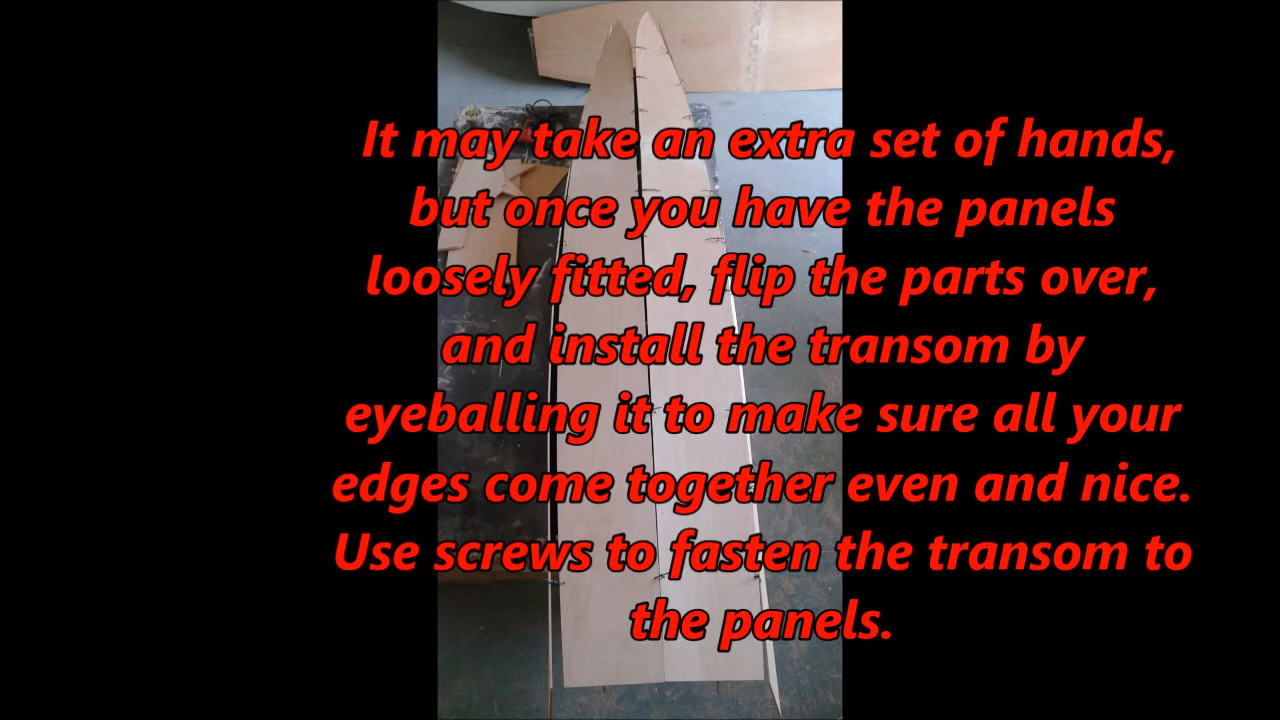 It may take an extra set of hands,
but once you have the panels
loosely fitted, flip the parts over,
and install the transom by
eyeballing it to make sure all your
edges come together even and nice.
Use screws to fasten the transom to
the panels.